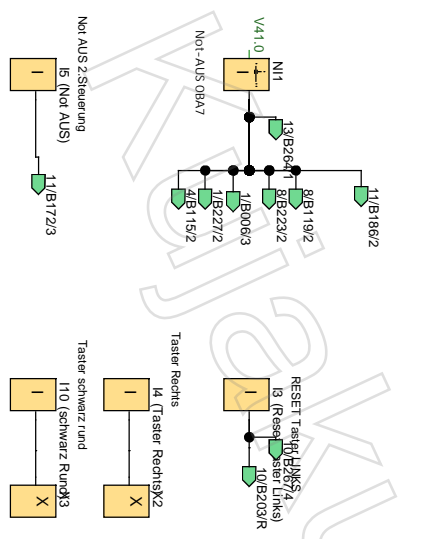 V41.0
NI1
Not-AUS 0BA7
13/B264/1
4/B115/2
1/B227/2
1/B006/3
8/B223/2
8/B119/2
11/B186/2
Not AUS 2.Steuerung
I5 (Not AUS)
I
11/B172/3
RESET Taster LINKS
I3 (Reset Taster Links)
I
10/B267/4
10/B203/R
Taster Rechts
I4 (Taster Rechts)
I
X2
X
Taster schwarz rund
I10 (schwarz Rund)
I
X3
X
Kujaku